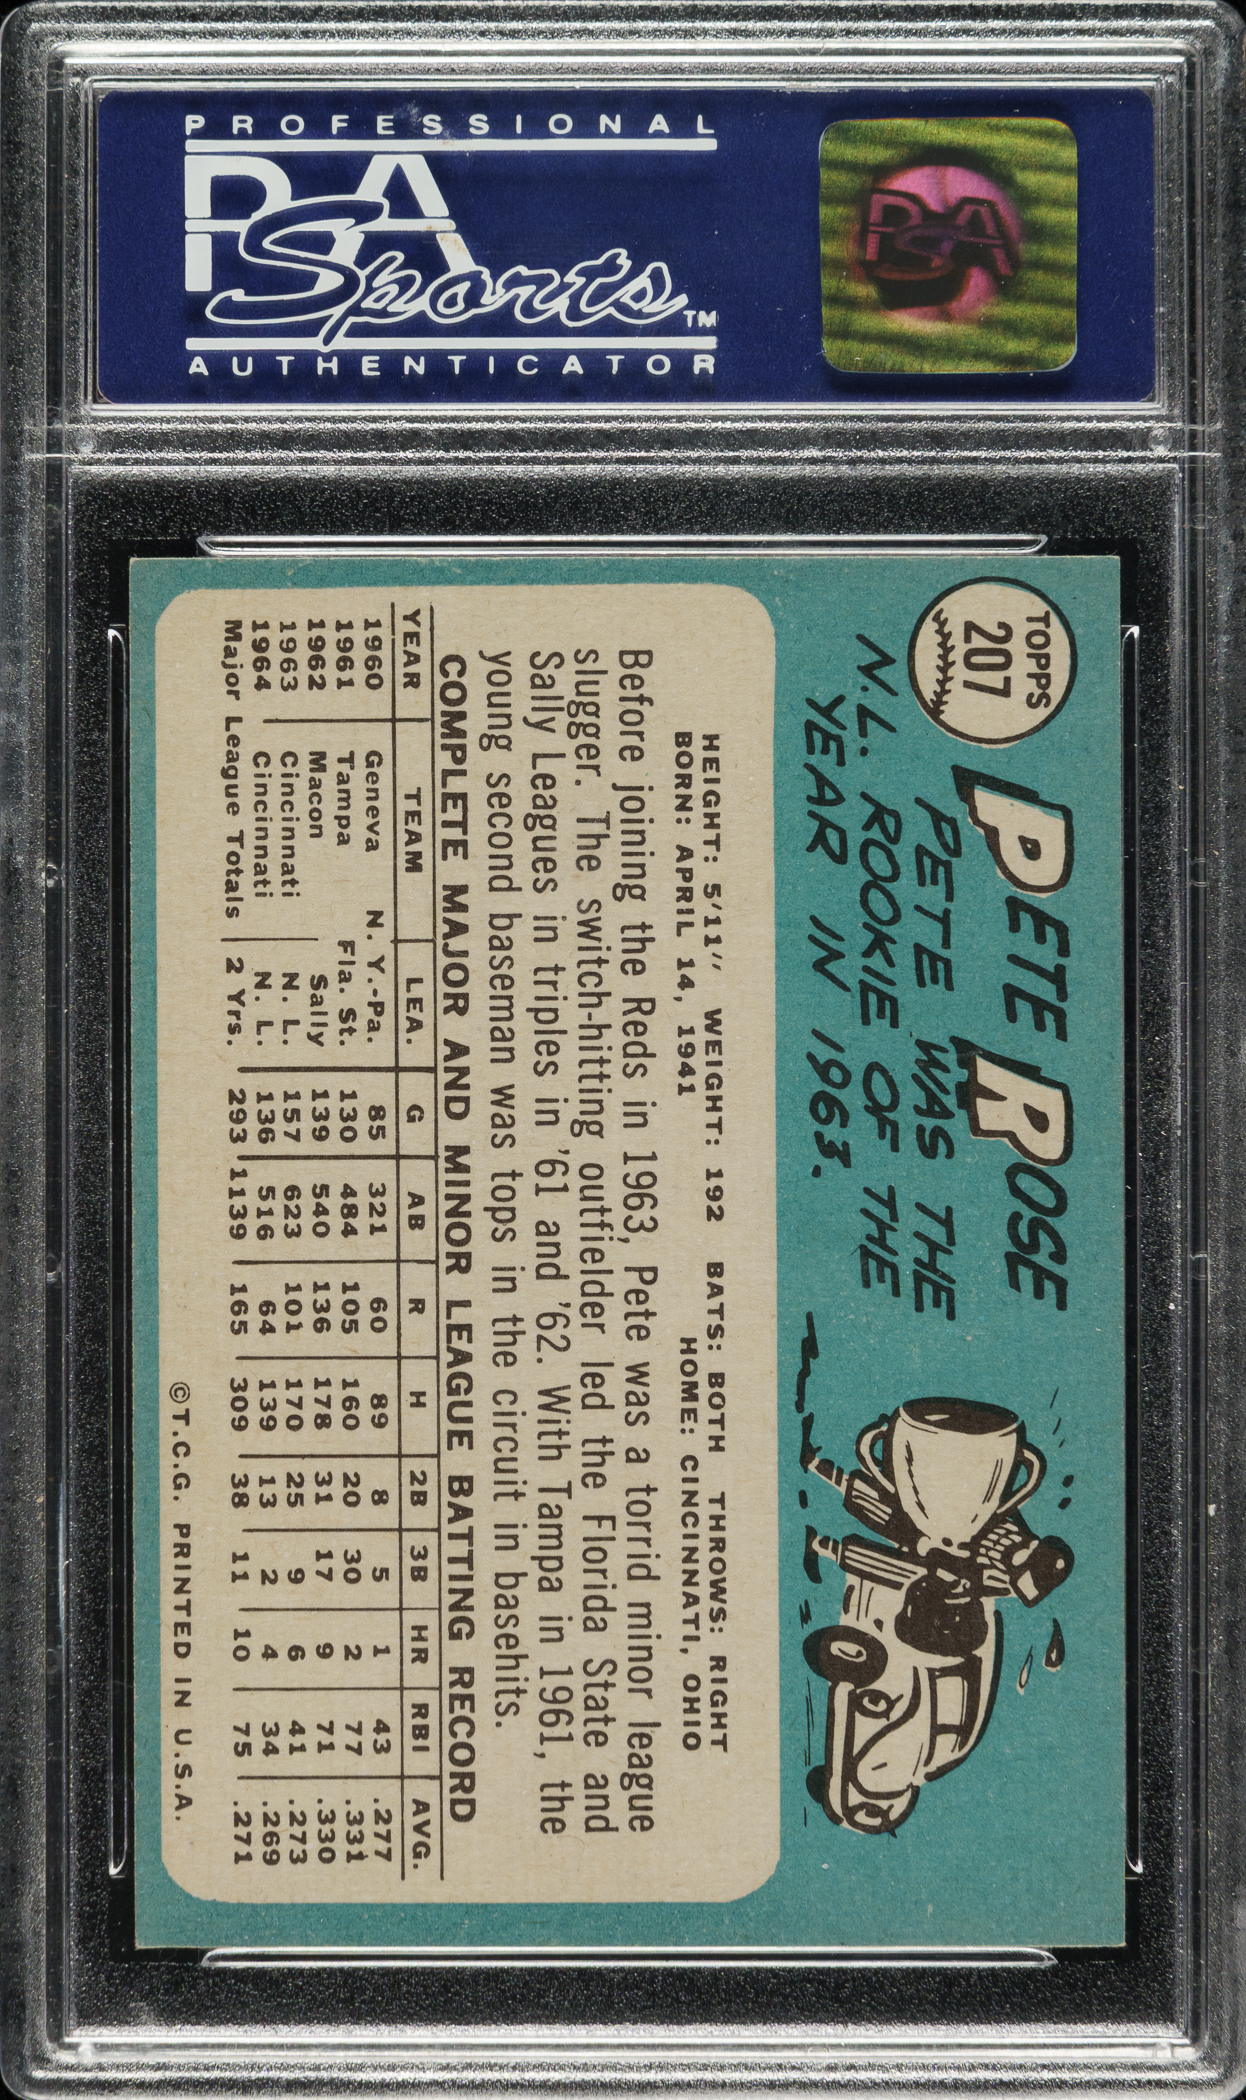 PROFESSIONAL
PSA
Sports™
AUTHENTICATOR
PSA
TOPPS
207
PETE ROSE
PETE WAS THE
N.L. ROOKIE OF THE
YEAR IN 1963.
HEIGHT: 5'11" WEIGHT: 192 BATS: BOTH THROWS: RIGHT
BORN: APRIL 14, 1941 HOME: CINCINNATI, OHIO
Before joining the Reds in 1963, Pete was a torrid minor league
slugger. The switch-hitting outfielder led the Florida State and
Sally Leagues in triples in '61 and '62. With Tampa in 1961, the
young second baseman was tops in the circuit in basehits.
COMPLETE MAJOR AND MINOR LEAGUE BATTING RECORD
YEAR TEAM LEA. G AB R H 2B 3B HR RBI AVG.
1960 Geneva N. Y.-Pa. 85 321 60 89 8 5 1 43 .277
1961 Tampa Fla. St. 130 484 105 160 20 30 2 77 .331
1962 Macon Sally 139 540 136 178 31 17 9 71 .330
1963 Cincinnati N. L. 157 623 101 170 25 9 6 41 .273
1964 Cincinnati N. L. 136 516 64 139 13 2 4 34 .269
Major League Totals 2 Yrs. 293 1139 165 309 38 11 10 75 .271
©T.C.G. PRINTED IN U.S.A.